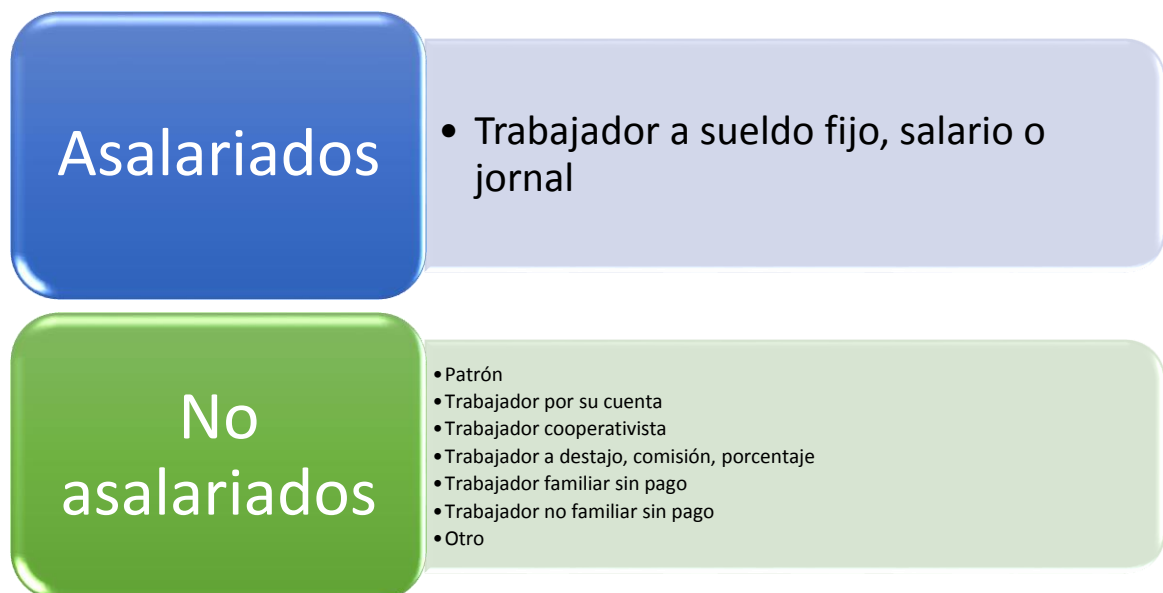 Asalariados
• Trabajador a sueldo fijo, salario o
jornal
No
asalariados
•Patrón
•Trabajador por su cuenta
•Trabajador cooperativista
•Trabajador a destajo, comisión, porcentaje
•Trabajador familiar sin pago
•Trabajador no familiar sin pago
•Otro